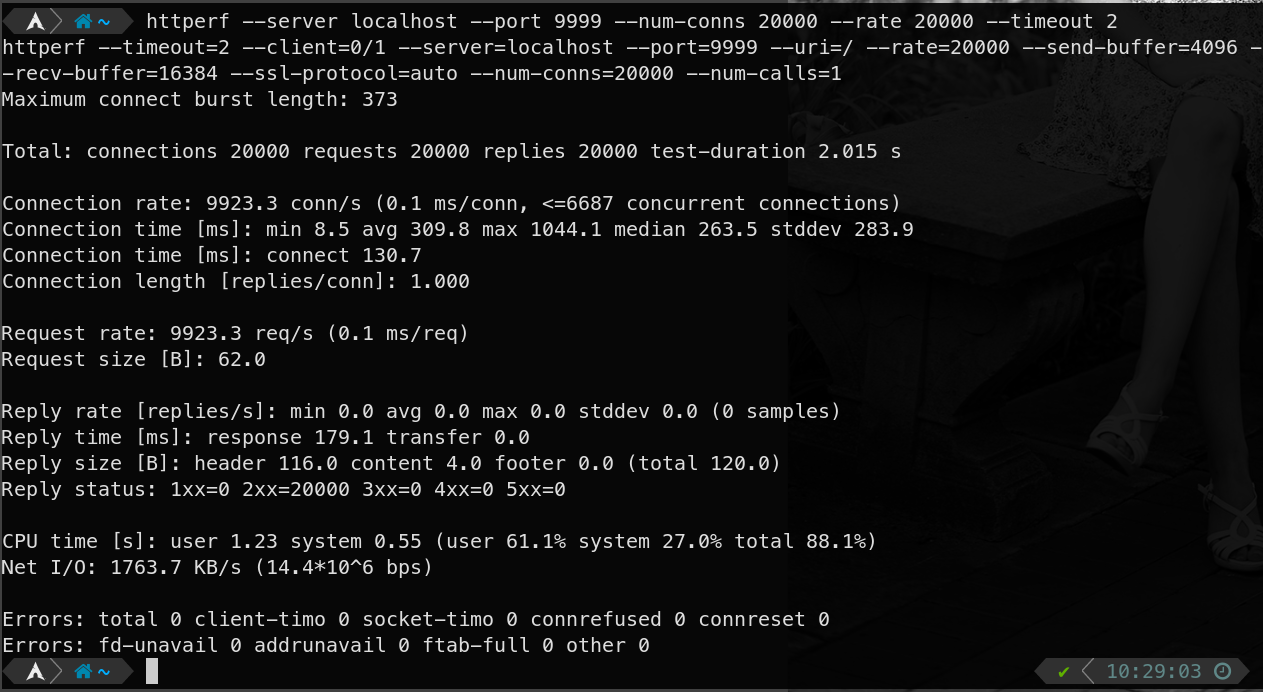 ~ httperf --server localhost --port 9999 --num-conns 20000 --rate 20000 --timeout 2
httperf --timeout=2 --client=0/1 --server=localhost --port=9999 --uri=/ --rate=20000 --send-buffer=4096 -
-recv-buffer=16384 --ssl-protocol=auto --num-conns=20000 --num-calls=1
Maximum connect burst length: 373
Total: connections 20000 requests 20000 replies 20000 test-duration 2.015 s
Connection rate: 9923.3 conn/s (0.1 ms/conn, <=6687 concurrent connections)
Connection time [ms]: min 8.5 avg 309.8 max 1044.1 median 263.5 stddev 283.9
Connection time [ms]: connect 130.7
Connection length [replies/conn]: 1.000
Request rate: 9923.3 req/s (0.1 ms/req)
Request size [B]: 62.0
Reply rate [replies/s]: min 0.0 avg 0.0 max 0.0 stddev 0.0 (0 samples)
Reply time [ms]: response 179.1 transfer 0.0
Reply size [B]: header 116.0 content 4.0 footer 0.0 (total 120.0)
Reply status: 1xx=0 2xx=20000 3xx=0 4xx=0 5xx=0
CPU time [s]: user 1.23 system 0.55 (user 61.1% system 27.0% total 88.1%)
Net I/O: 1763.7 KB/s (14.4*10^6 bps)
Errors: total 0 client-timo 0 socket-timo 0 connrefused 0 connreset 0
Errors: fd-unavail 0 addrunavail 0 ftab-full 0 other 0
~ ✔ 10:29:03